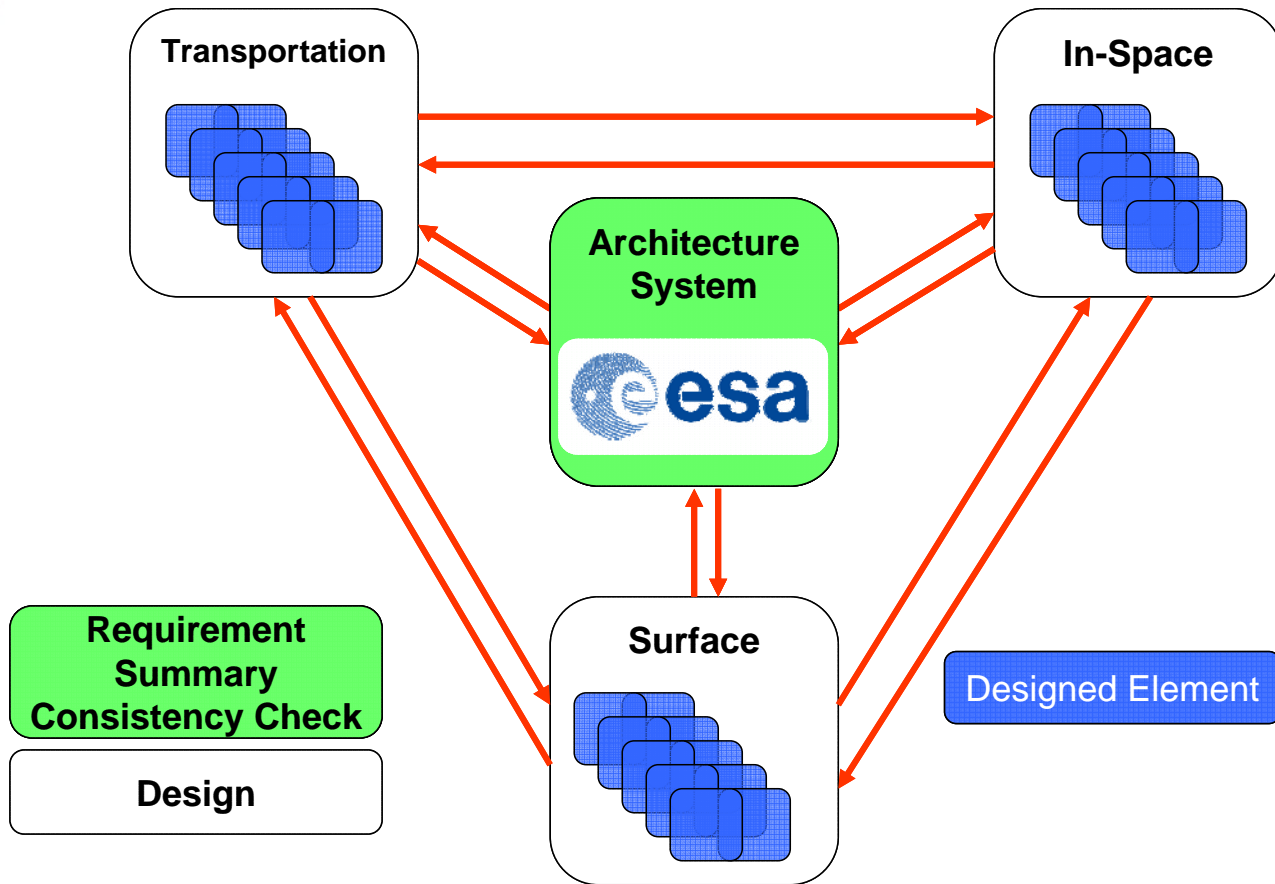 Transportation
In-Space
Architecture
System
e esa
Surface
Requirement
Summary
Consistency Check
Design
Designed Element